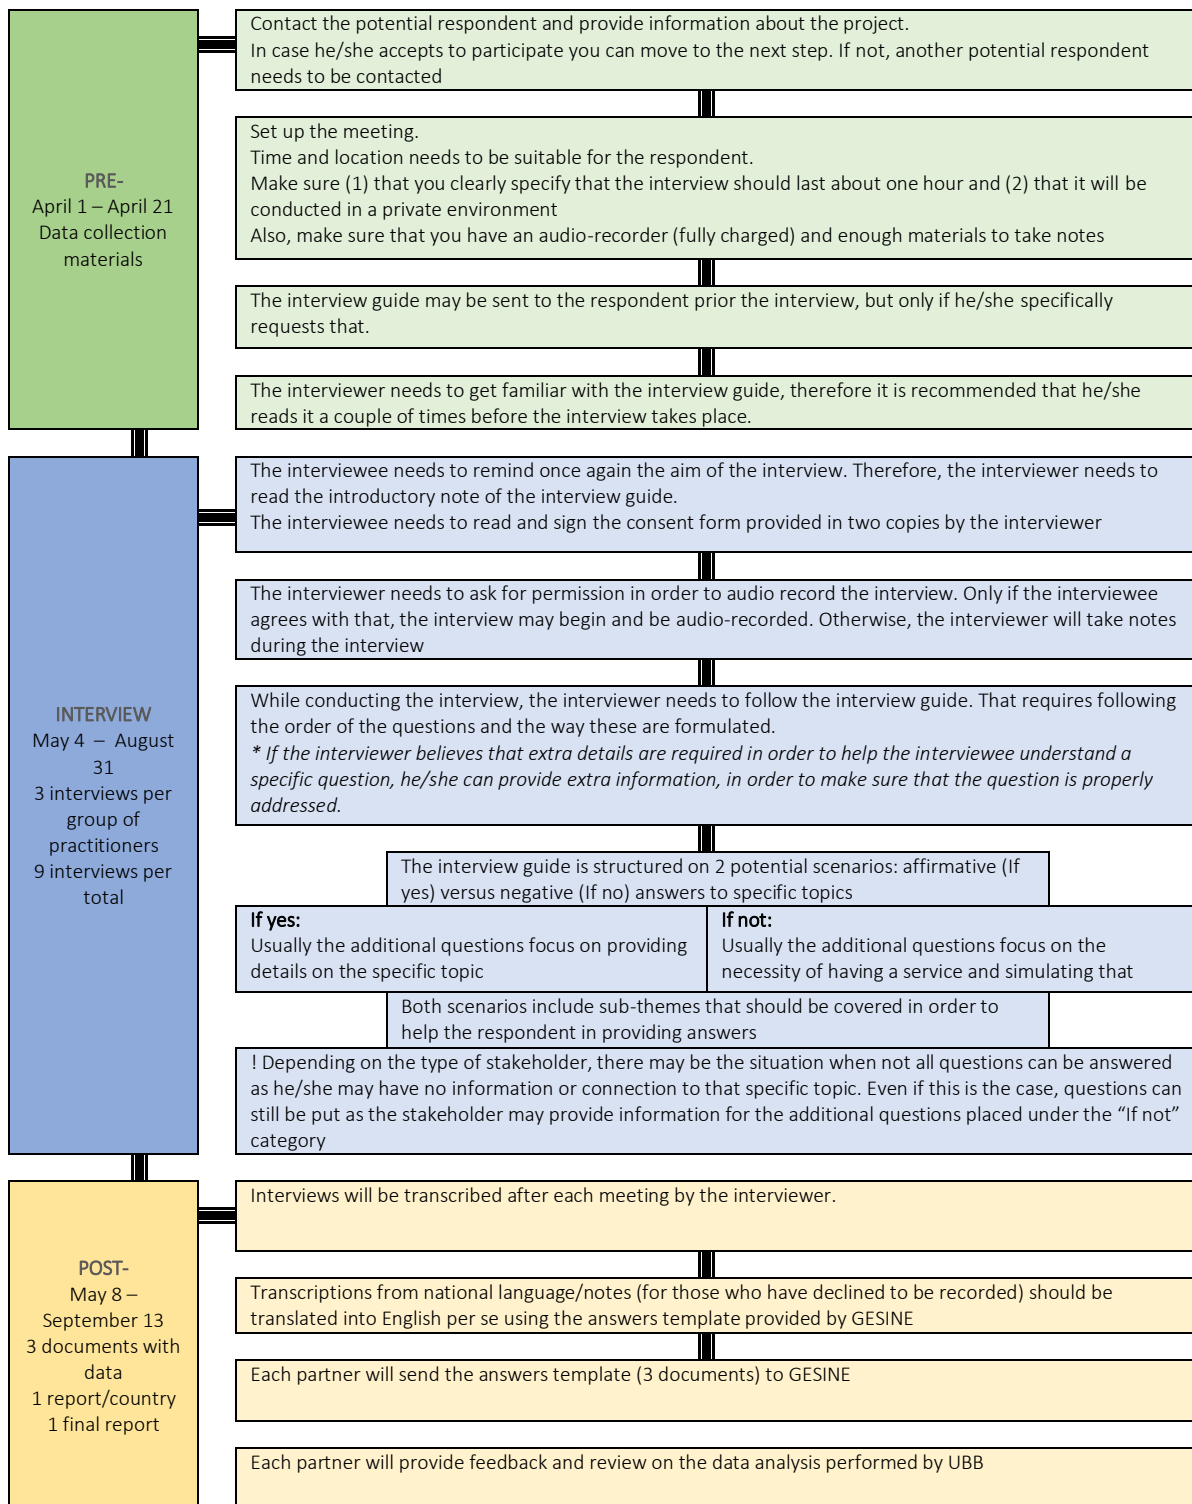 PRE-
April 1 – April 21
Data collection
materials
Contact the potential respondent and provide information about the project.
In case he/she accepts to participate you can move to the next step. If not, another potential respondent
needs to be contacted
Set up the meeting.
Time and location needs to be suitable for the respondent.
Make sure (1) that you clearly specify that the interview should last about one hour and (2) that it will be
conducted in a private environment
Also, make sure that you have an audio-recorder (fully charged) and enough materials to take notes
The interview guide may be sent to the respondent prior the interview, but only if he/she specifically
requests that.
The interviewer needs to get familiar with the interview guide, therefore it is recommended that he/she
reads it a couple of times before the interview takes place.
INTERVIEW
May 4 – August
31
3 interviews per
group of
practitioners
9 interviews per
total
The interviewee needs to remind once again the aim of the interview. Therefore, the interviewer needs to
read the introductory note of the interview guide.
The interviewee needs to read and sign the consent form provided in two copies by the interviewer
The interviewer needs to ask for permission in order to audio record the interview. Only if the interviewee
agrees with that, the interview may begin and be audio-recorded. Otherwise, the interviewer will take notes
during the interview
While conducting the interview, the interviewer needs to follow the interview guide. That requires following
the order of the questions and the way these are formulated.
* If the interviewer believes that extra details are required in order to help the interviewee understand a
specific question, he/she can provide extra information, in order to make sure that the question is properly
addressed.
The interview guide is structured on 2 potential scenarios: affirmative (If
yes) versus negative (If no) answers to specific topics
If yes:
Usually the additional questions focus on providing
details on the specific topic
If not:
Usually the additional questions focus on the
necessity of having a service and simulating that
Both scenarios include sub-themes that should be covered in order to
help the respondent in providing answers
! Depending on the type of stakeholder, there may be the situation when not all questions can be answered
as he/she may have no information or connection to that specific topic. Even if this is the case, questions can
still be put as the stakeholder may provide information for the additional questions placed under the “If not”
category
POST-
May 8 –
September 13
3 documents with
data
1 report/country
1 final report
Interviews will be transcribed after each meeting by the interviewer.
Transcriptions from national language/notes (for those who have declined to be recorded) should be
translated into English per se using the answers template provided by GESINE
Each partner will send the answers template (3 documents) to GESINE
Each partner will provide feedback and review on the data analysis performed by UBB